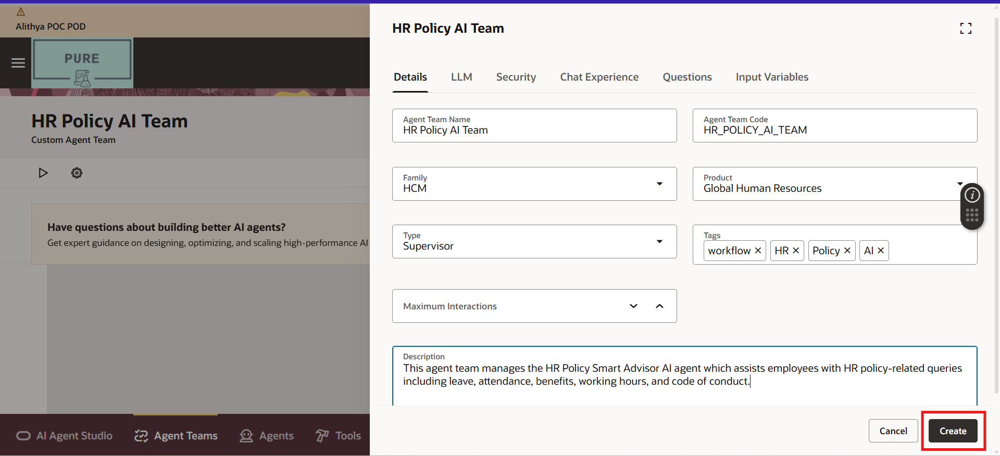 Alithya POC POD
PURE
HR Policy AI Team
Custom Agent Team
Have questions about building better AI agents?
Get expert guidance on designing, optimizing, and scaling high-performance AI
AI Agent Studio
Agent Teams
Agents
Tools
HR Policy AI Team
Details
LLM
Security
Chat Experience
Questions
Input Variables
Agent Team Name
HR Policy AI Team
Agent Team Code
HR_POLICY_AI_TEAM
Family
HCM
Product
Global Human Resources
Type
Supervisor
Tags
workflow
HR
Policy
AI
Maximum Interactions
Description
This agent team manages the HR Policy Smart Advisor AI agent which assists employees with HR policy-related queries
including leave, attendance, benefits, working hours, and code of conduct.
Cancel
Create